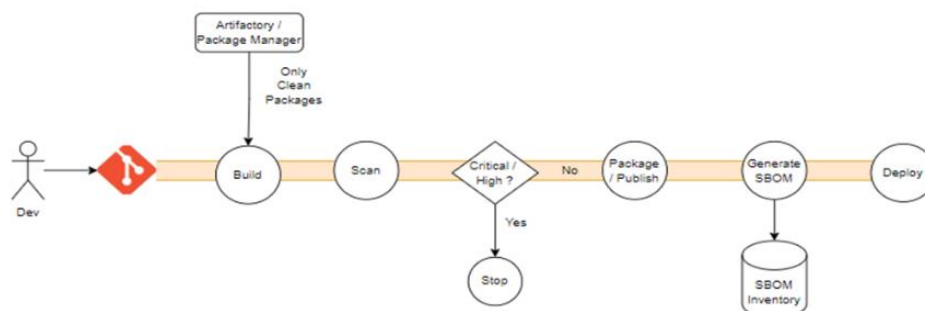 Artifactory /
Package Manager
Only
Clean
Packages
Dev
Build
Scan
Critical /
High ?
No
Yes
Stop
Package
/ Publish
Generate
SBOM
SBOM
Inventory
Deploy